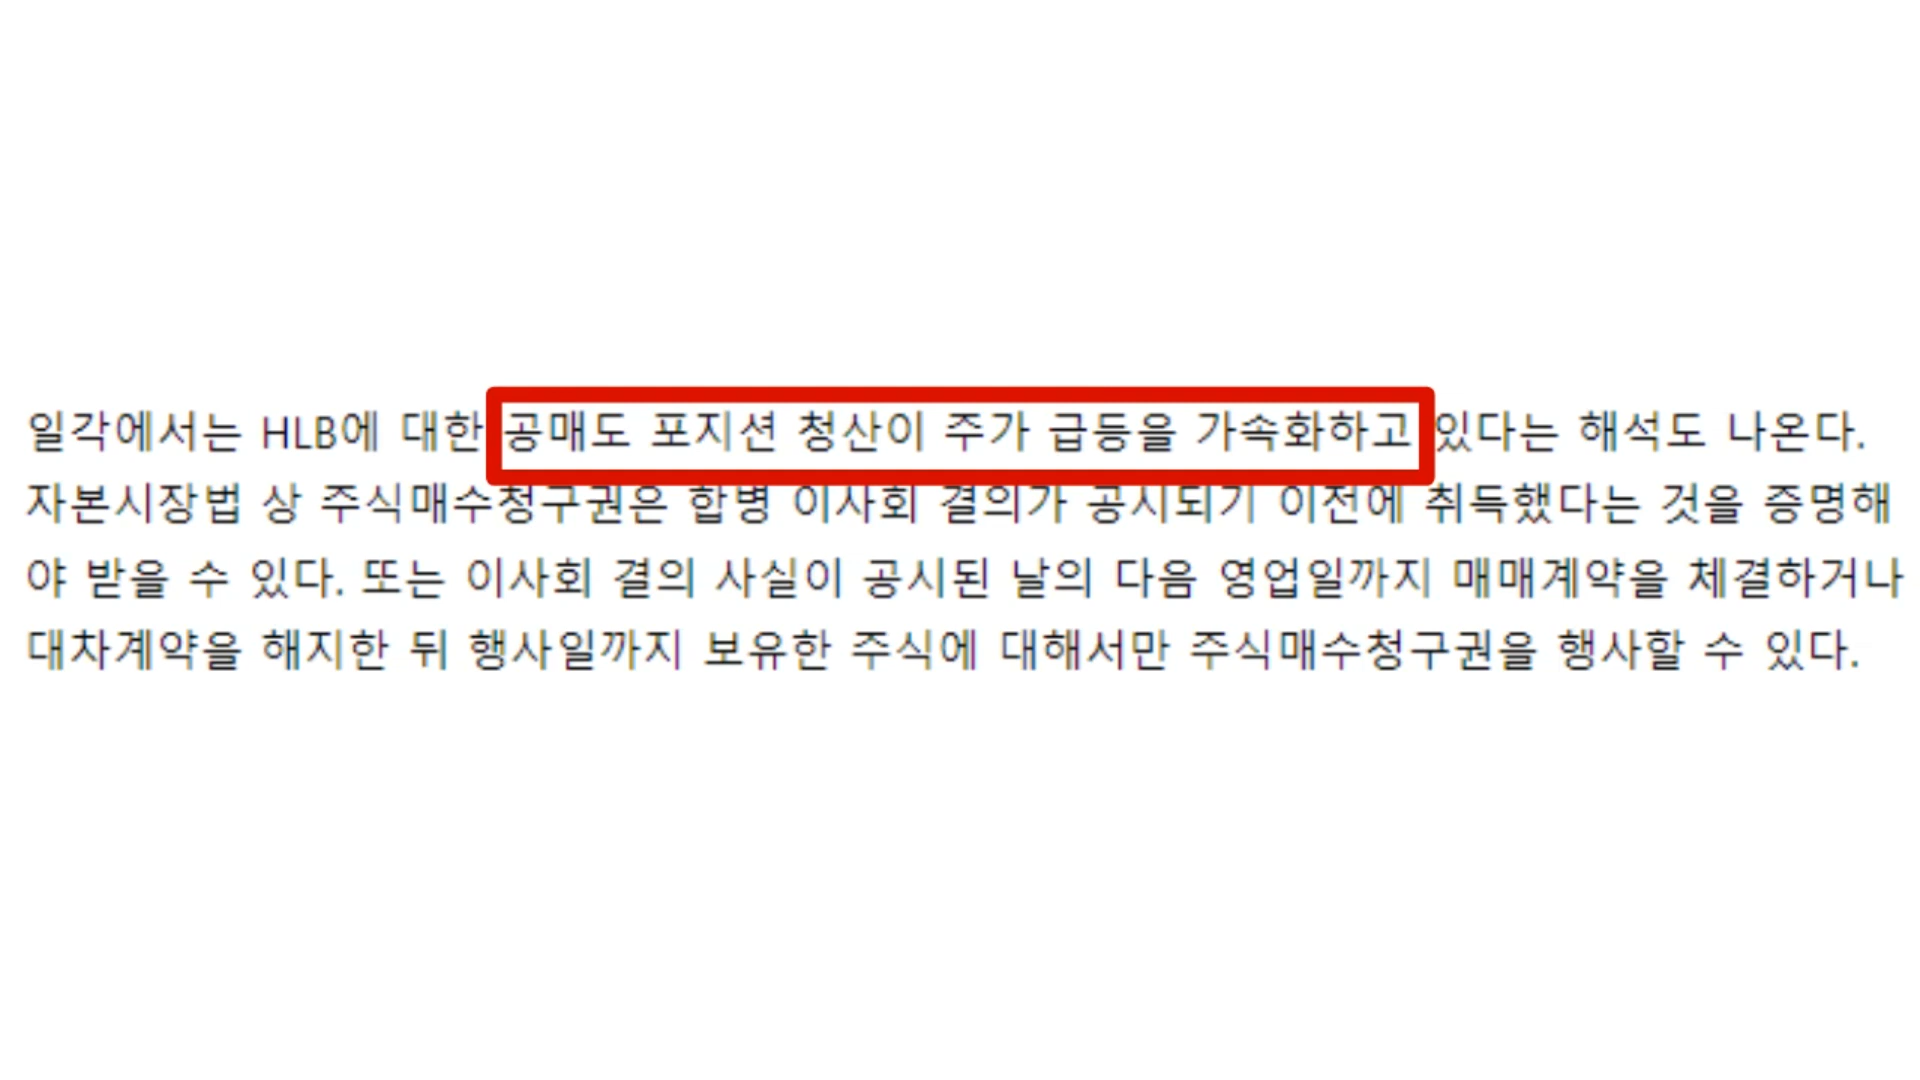 일각에서는 HLB에 대한 공매도 포지션 청산이 주가 급등을 가속화하고 있다는 해석도 나온다.
자본시장법 상 주식매수청구권은 합병 이사회 결의가 공시되기 이전에 취득했다는 것을 증명해
야 받을 수 있다. 또는 이사회 결의 사실이 공시된 날의 다음 영업일까지 매매계약을 체결하거나
대차계약을 해지한 뒤 행사일까지 보유한 주식에 대해서만 주식매수청구권을 행사할 수 있다.